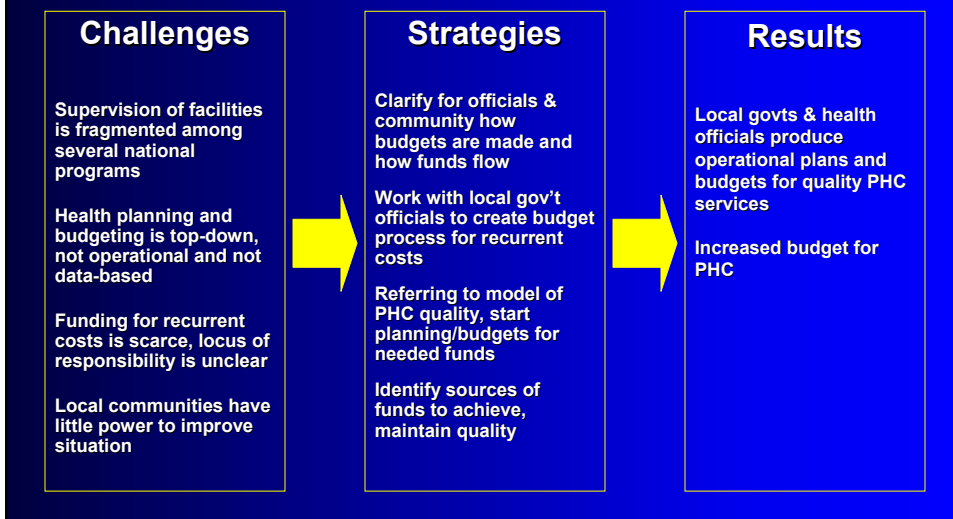 Challenges
Supervision of facilities
is fragmented among
several national
programs
Health planning and
budgeting is top-down,
not operational and not
data-based
Funding for recurrent
costs is scarce, locus of
responsibility is unclear
Local communities have
little power to improve
situation
Strategies
Clarify for officials &
community how
budgets are made and
how funds flow
Work with local gov't
officials to create budget
process for recurrent
costs
Referring to model of
PHC quality, start
planning/budgets for
needed funds
Identify sources of
funds to achieve,
maintain quality
Results
Local govts & health
officials produce
operational plans and
budgets for quality PHC
services
Increased budget for
PHC